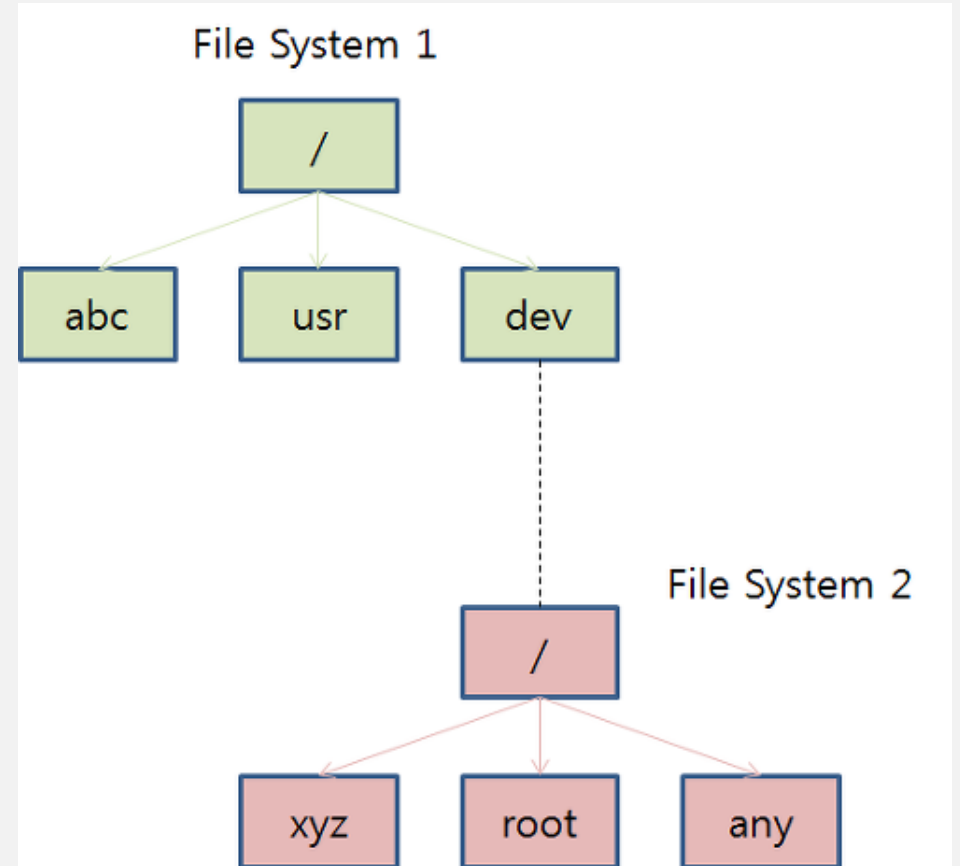 File System 1
/
abc usr dev
File System 2
/
xyz root any